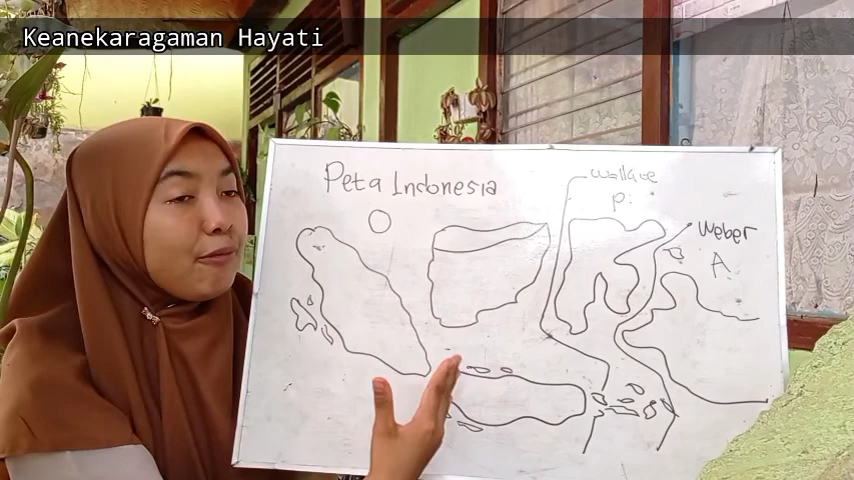 Keanekaragaman Hayati
Peta Indonesia
O
Wallace
P.
Weber
A